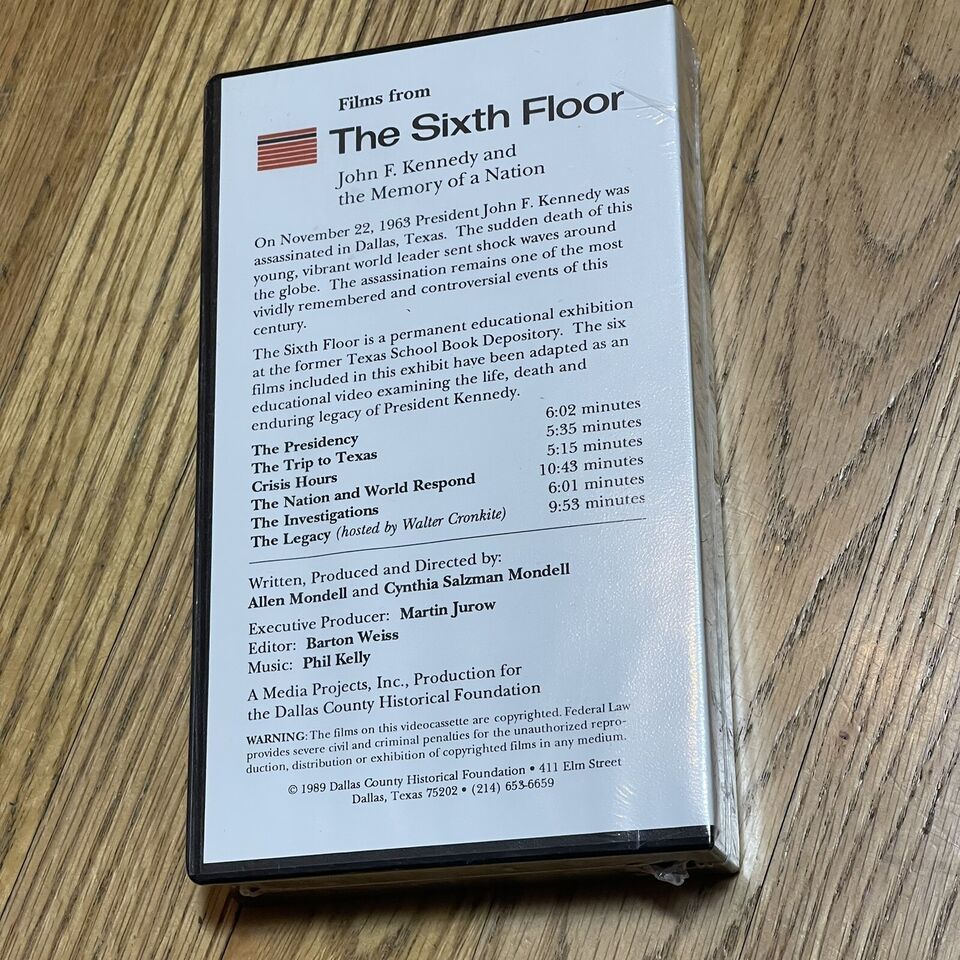 Films from
The Sixth Floor
John F. Kennedy and
the Memory of a Nation
On November 22, 1963 President John F. Kennedy was
assassinated in Dallas, Texas. The sudden death of this
young, vibrant world leader sent shock waves around
the globe. The assassination remains one of the most
vividly remembered and controversial events of this
century.
The Sixth Floor is a permanent educational exhibition
at the former Texas School Book Depository. The six
films included in this exhibit have been adapted as an
educational video examining the life, death and
enduring legacy of President Kennedy.
The Presidency 6:02 minutes
The Trip to Texas 5:35 minutes
Crisis Hours 5:15 minutes
The Nation and World Respond 10:43 minutes
The Investigations 6:01 minutes
The Legacy (hosted by Walter Cronkite) 9:53 minutes
Written, Produced and Directed by:
Allen Mondell and Cynthia Salzman Mondell
Executive Producer: Martin Jurow
Editor: Barton Weiss
Music: Phil Kelly
A Media Projects, Inc., Production for
the Dallas County Historical Foundation
WARNING: The films on this videocassette are copyrighted. Federal Law
provides severe civil and criminal penalties for the unauthorized repro-
duction, distribution or exhibition of copyrighted films in any medium.
© 1989 Dallas County Historical Foundation • 411 Elm Street
Dallas, Texas 75202 • (214) 653-6659